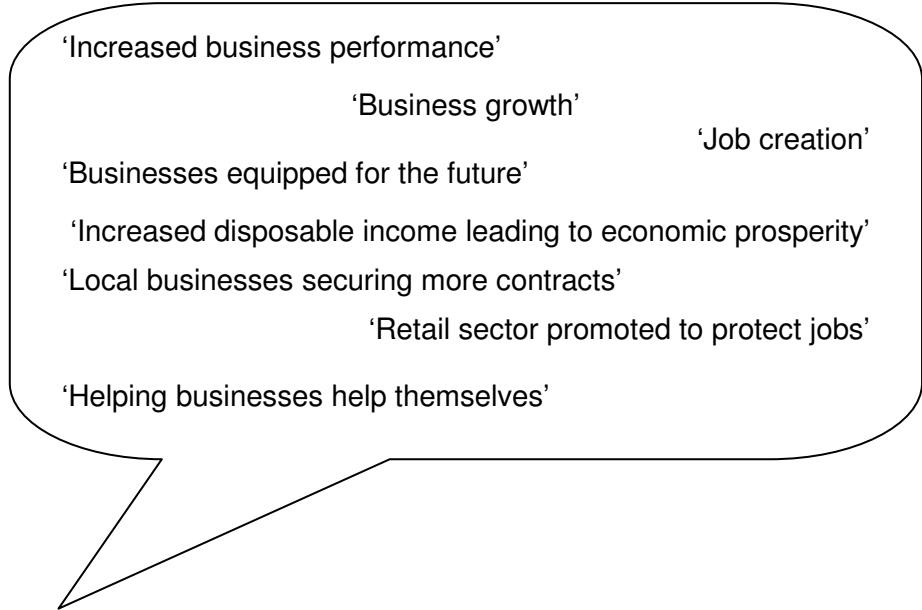 ‘Increased business performance’
‘Business growth’
‘Job creation’
‘Businesses equipped for the future’
‘Increased disposable income leading to economic prosperity’
‘Local businesses securing more contracts’
‘Retail sector promoted to protect jobs’
‘Helping businesses help themselves’